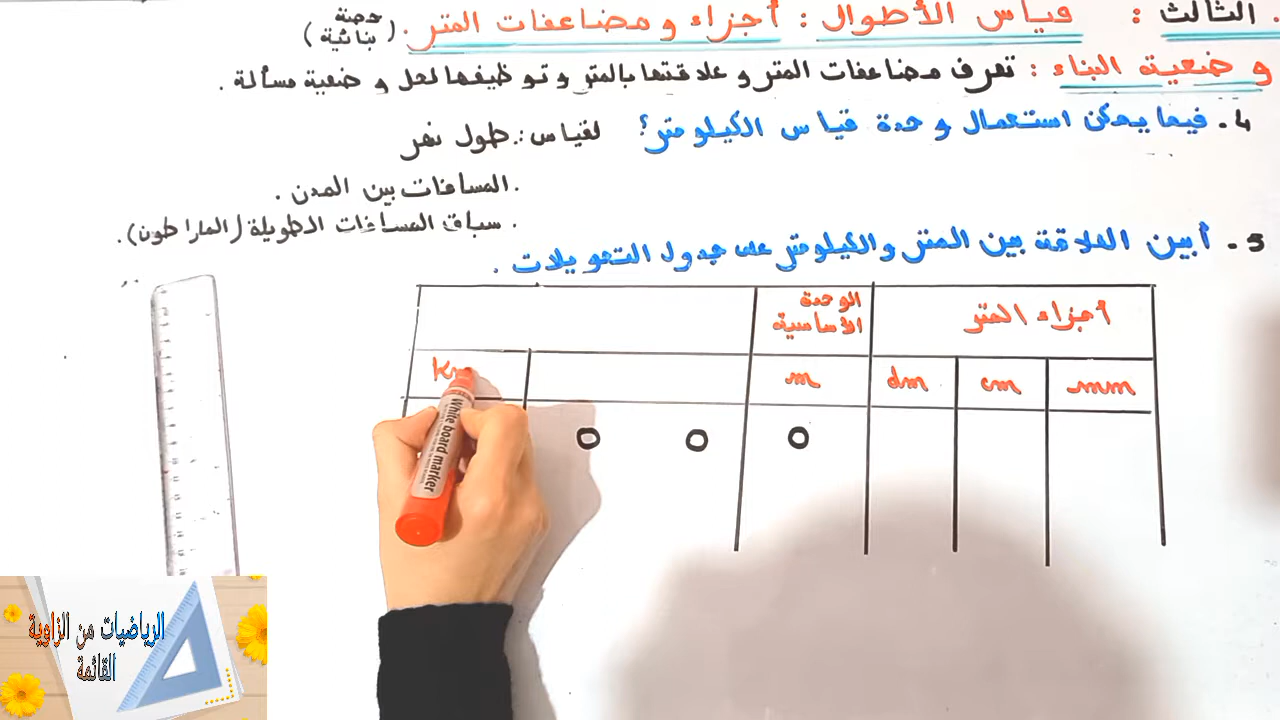 . الثالث : قياس الأطوال : أجزاء و مضاعفات المتر . ( حصة بنائية )
وضعية البناء : تعرف مضاعفات المتر و علاقتها بالمتر و توظيفها لحل وضعية مسألة .
4. فيما يمكن استعمال وحدة قياس الكيلومتر؟ لقياس : . طول نهر
. المسافات بين المدن .
. سباق المسافات الطويلة (الماراطون) .
5. أبين العلاقة بين المتر والكيلومتر على جدول التحويلات .
أجزاء المتر
الوحدة الأساسية
mm cm dm m Km
0 0 0
White board marker
الرياضيات من الزاوية
القائمة